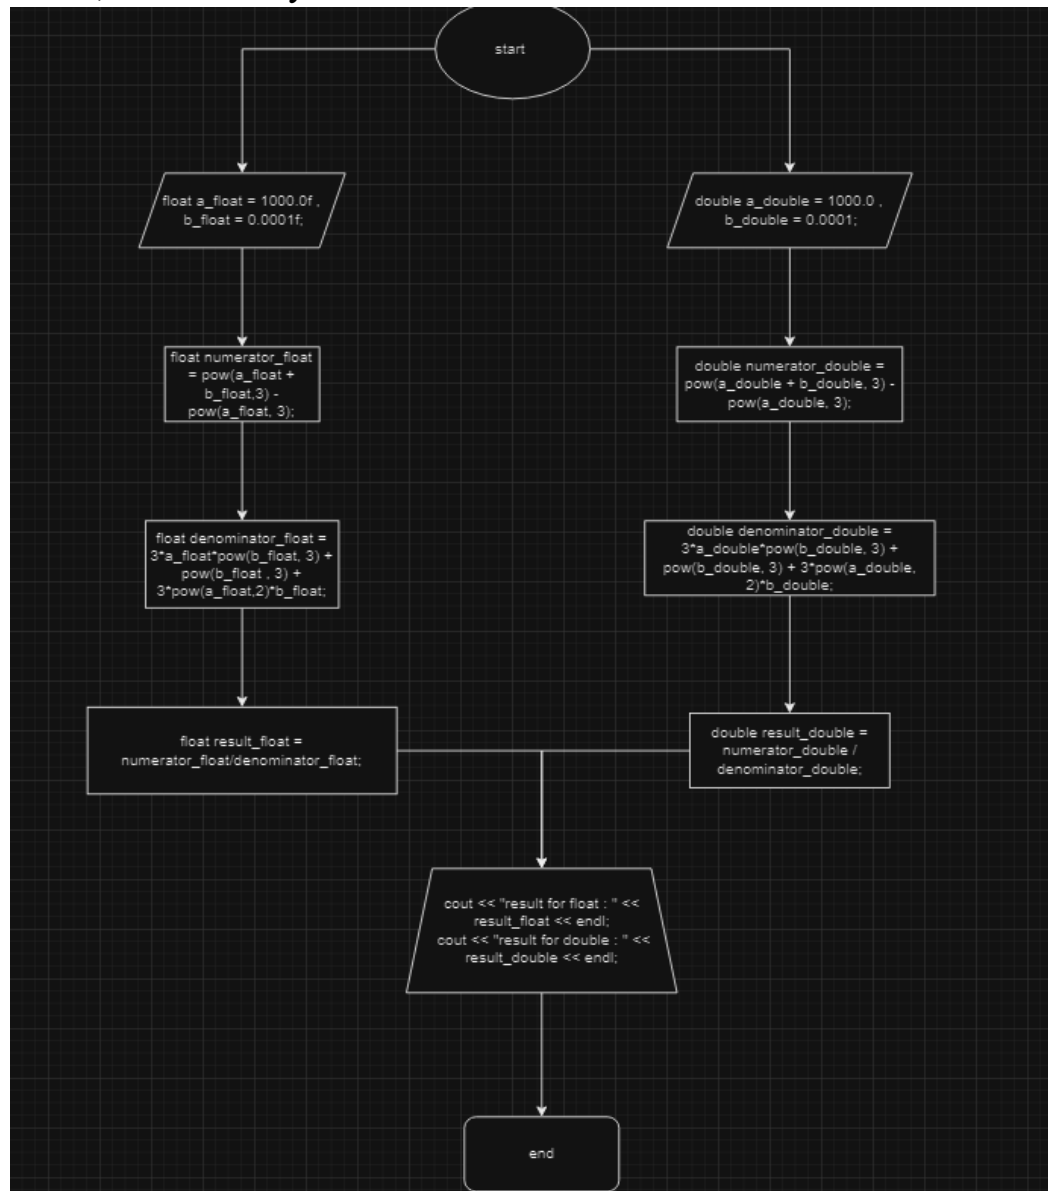 start
float a_float = 1000.0f ,
b_float = 0.0001f;
double a_double = 1000.0 ,
b_double = 0.0001;
float numerator_float
= pow(a_float +
b_float,3) -
pow(a_float, 3);
double numerator_double =
pow(a_double + b_double, 3) -
pow(a_double, 3);
float denominator_float =
3*a_float*pow(b_float, 3) +
pow(b_float , 3) +
3*pow(a_float,2)*b_float;
double denominator_double =
3*a_double*pow(b_double, 3) +
pow(b_double, 3) + 3*pow(a_double,
2)*b_double;
float result_float =
numerator_float/denominator_float;
double result_double =
numerator_double /
denominator_double;
cout << "result for float : " <<
result_float << endl;
cout << "result for double : " <<
result_double << endl;
end